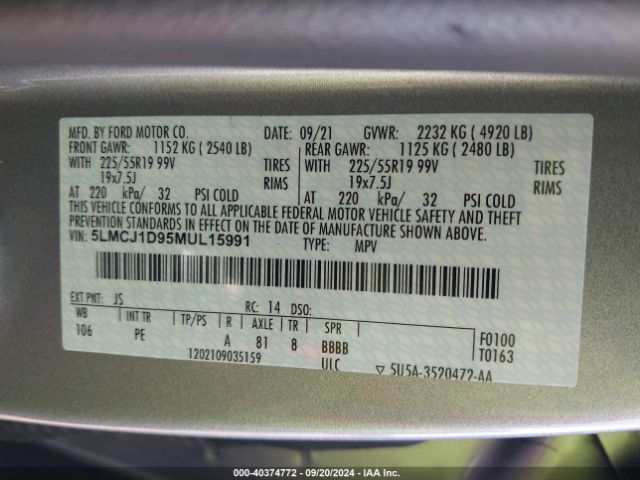 MFD. BY FORD MOTOR CO. DATE: 09/21 GVWR: 2232 KG ( 4920 LB)
FRONT GAWR: 1152 KG ( 2540 LB) REAR GAWR: 1125 KG ( 2480 LB)
WITH 225/55R19 99V TIRES WITH 225/55R19 99V TIRES
19x7.5J RIMS 19x7.5J RIMS
AT 220 kPa/ 32 PSI COLD AT 220 kPa/ 32 PSI COLD
THIS VEHICLE CONFORMS TO ALL APPLICABLE FEDERAL MOTOR VEHICLE SAFETY AND THEFT
PREVENTION STANDARDS IN EFFECT ON THE DATE OF MANUFACTURE SHOWN ABOVE.
VIN: 5LMCJ1D95MUL15991 TYPE: MPV
EXT PNT: JS RC: 14 DSO:
WB INT TR TP/PS R AXLE TR SPR F0100
106 PE A 81 8 BBBB T0163
1202109035159 ULC ▽ 5U5A-3520472-AA
000-40374772 - 09/20/2024 - IAA Inc.